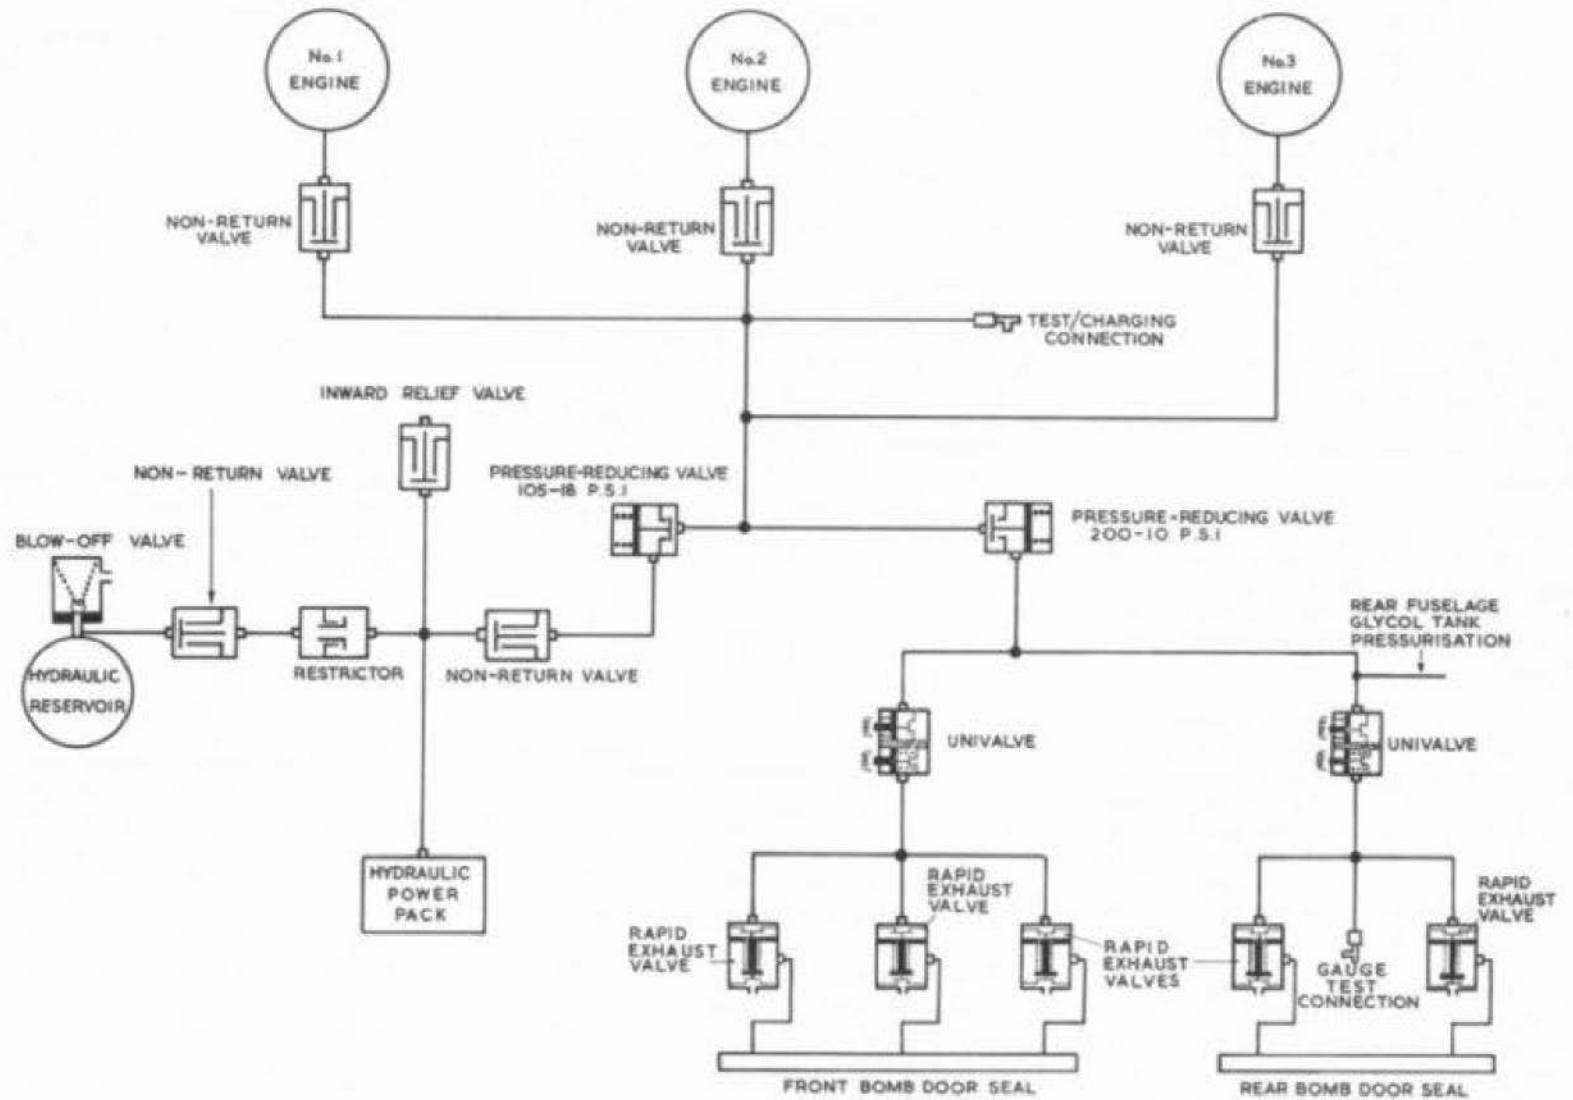 No.1
ENGINE
No.2
ENGINE
No.3
ENGINE
NON-RETURN
VALVE
NON-RETURN
VALVE
NON-RETURN
VALVE
TEST/CHARGING
CONNECTION
INWARD RELIEF VALVE
NON-RETURN VALVE
PRESSURE-REDUCING VALVE
105-18 P.S.I
PRESSURE-REDUCING VALVE
200-10 P.S.I
BLOW-OFF VALVE
HYDRAULIC
RESERVOIR
RESTRICTOR
NON-RETURN VALVE
REAR FUSELAGE
GLYCOL TANK
PRESSURISATION
UNIVALVE
UNIVALVE
HYDRAULIC
POWER
PACK
RAPID
EXHAUST
VALVE
RAPID
EXHAUST
VALVE
RAPID
EXHAUST
VALVES
GAUGE
TEST
CONNECTION
RAPID
EXHAUST
VALVE
FRONT BOMB DOOR SEAL
REAR BOMB DOOR SEAL